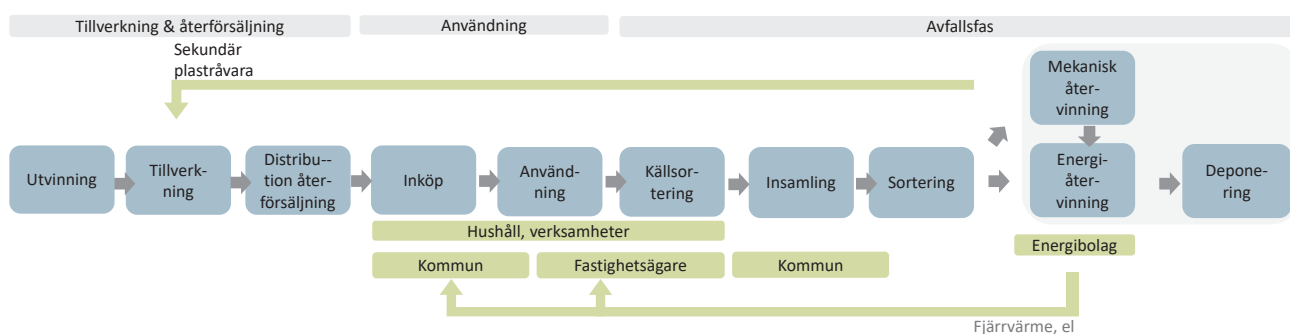 Tillverkning & återförsäljning
Användning
Avfallsfas
Sekundär
plastråvara
Mekanisk
åter-
vinning
Utvinning
Tillverk-
ning
Distribu--
tion åter-
försäljning
Inköp
Använd-
ning
Källsor-
tering
Insamling
Sortering
Energi-
åter-
vinning
Depone-
ring
Hushåll, verksamheter
Energibolag
Kommun
Fastighetsägare
Kommun
Fjärrvärme, el